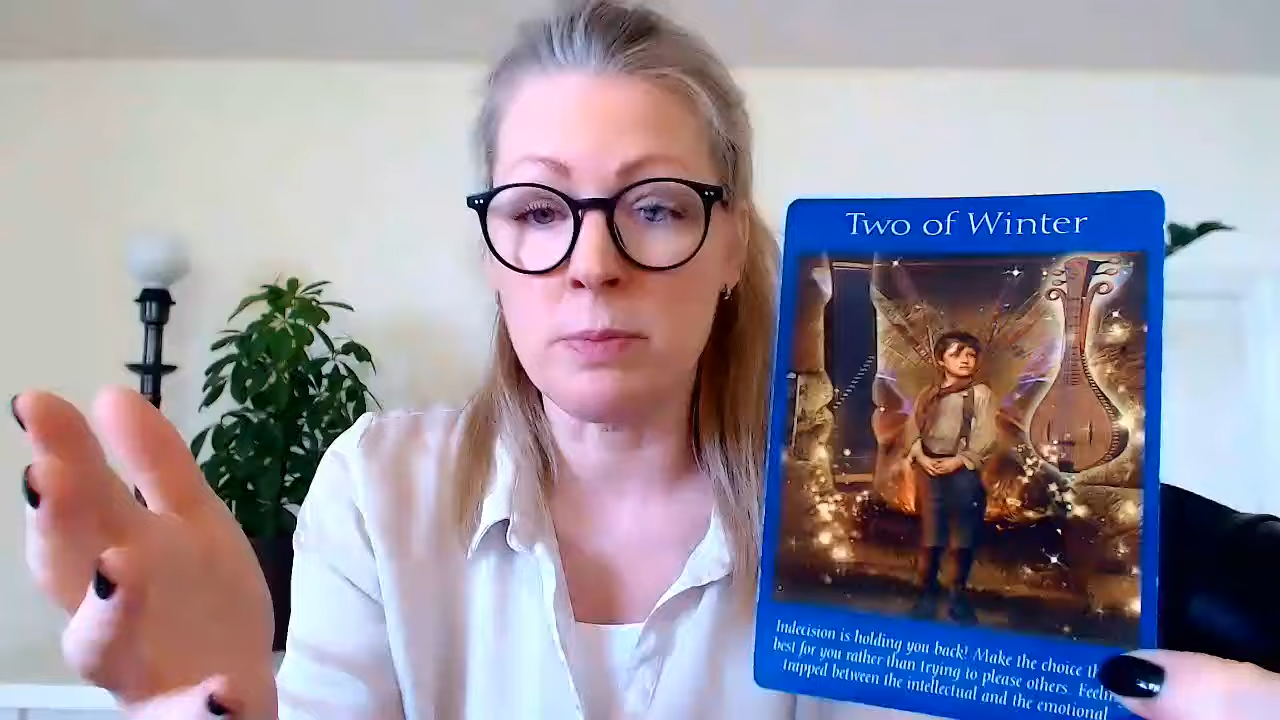 Two of Winter
Indecision is holding you back! Make the choice
best for you rather than trying to please others.
trapped between the intellectual and the emotional